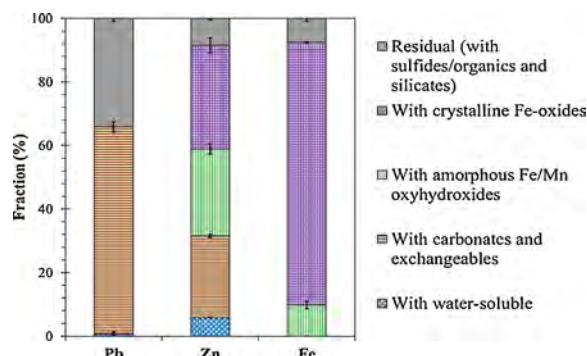 100
80
60
40
20
0
Fraction (%)
Pb
Zn
Fe
Residual (with
sulfides/organics and
silicates)
With crystalline Fe-oxides
With amorphous Fe/Mn
oxyhydroxides
With carbonates and
exchangeables
With water-soluble